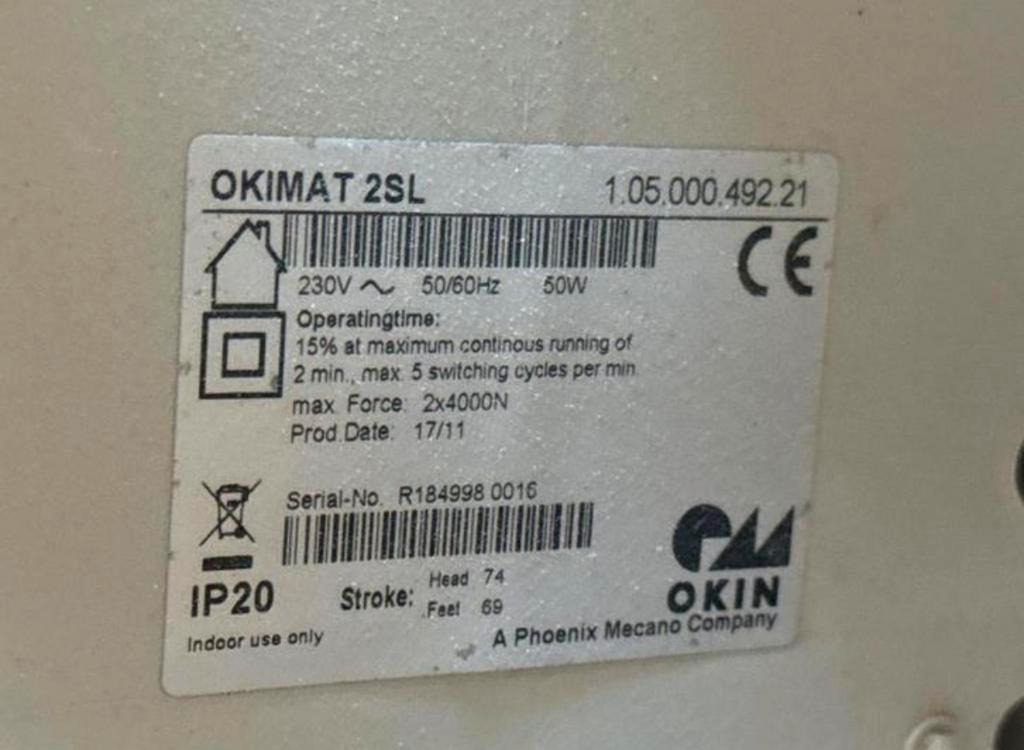 OKIMAT 2SL 1.05.000.492.21
CE
230V ~ 50/60Hz 50W
Operatingtime:
15% at maximum continous running of
2 min., max. 5 switching cycles per min.
max. Force: 2x4000N
Prod.Date: 17/11
Serial-No. R184998 0016
IP20
Stroke: Head 74
Feet 69
Indoor use only
OKIN
A Phoenix Mecano Company